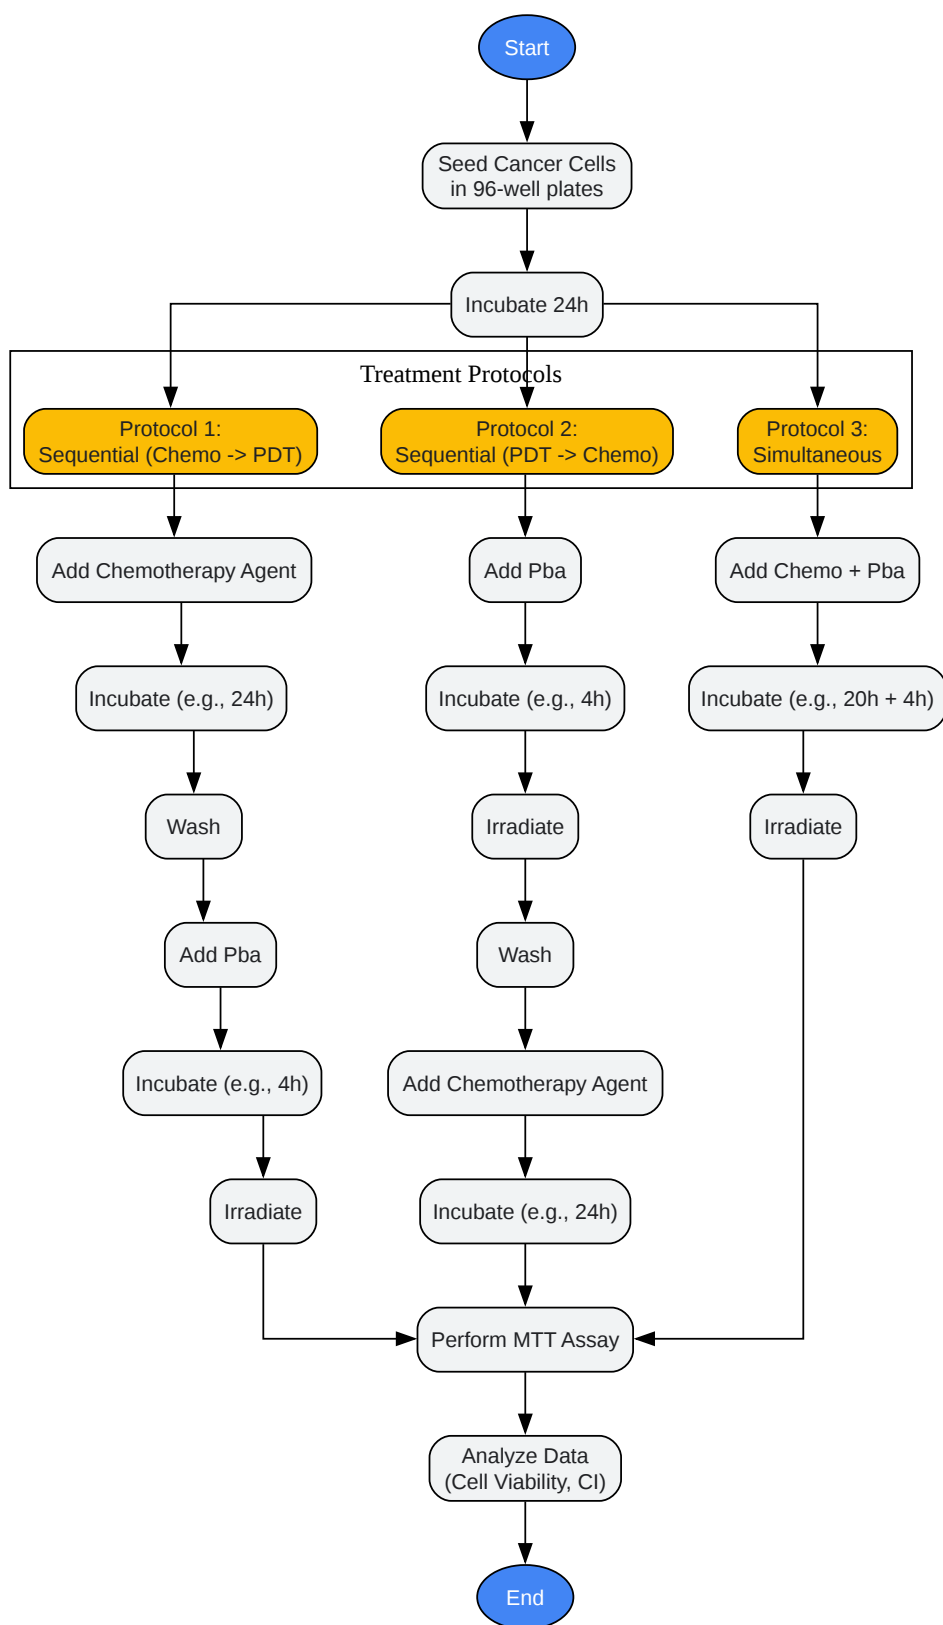 Start
Seed Cancer Cells
in 96-well plates
Incubate 24h
Treatment Protocols
Protocol 1:
Sequential (Chemo -> PDT)
Protocol 2:
Sequential (PDT -> Chemo)
Protocol 3:
Simultaneous
Add Chemotherapy Agent
Add Pba
Add Chemo + Pba
Incubate (e.g., 24h)
Incubate (e.g., 4h)
Incubate (e.g., 20h + 4h)
Wash
Irradiate
Irradiate
Add Pba
Wash
Incubate (e.g., 4h)
Add Chemotherapy Agent
Irradiate
Incubate (e.g., 24h)
Perform MTT Assay
Analyze Data
(Cell Viability, CI)
End